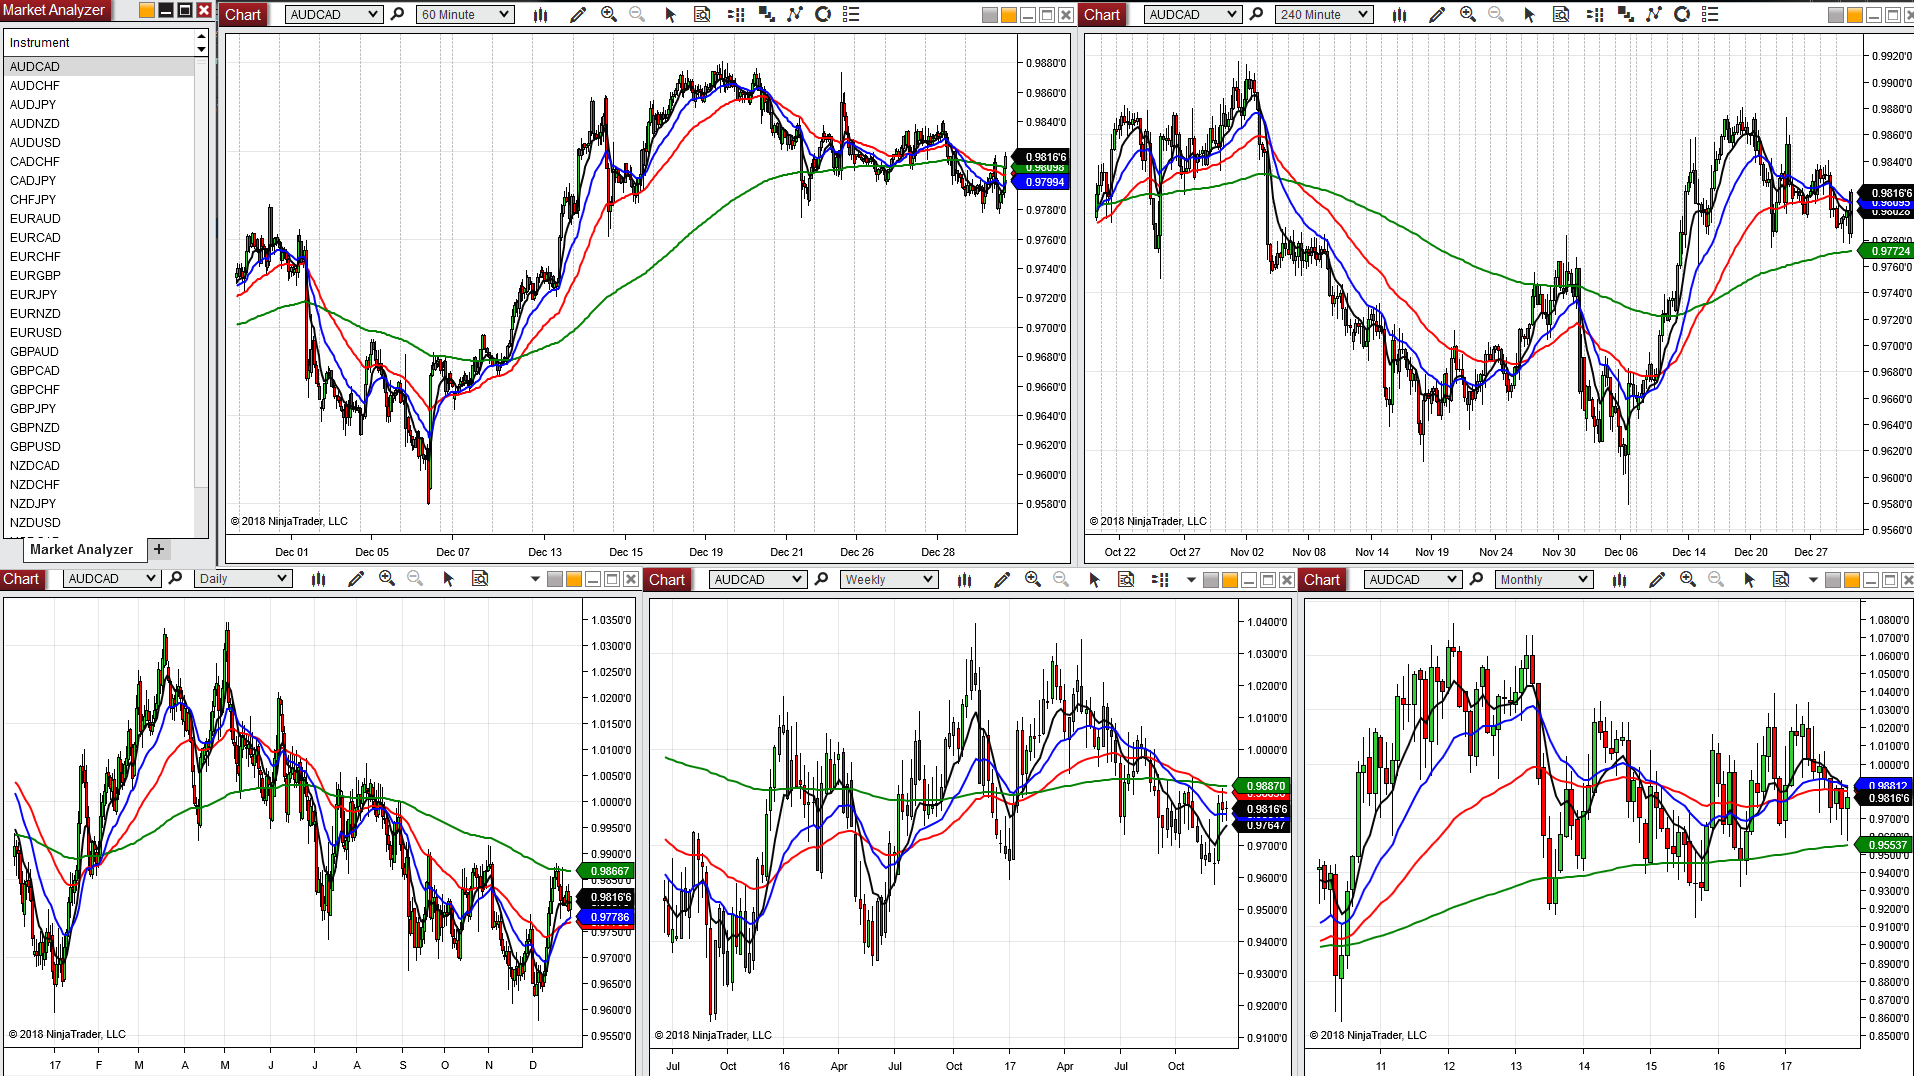 Market Analyzer
Instrument
AUDCAD
AUDCHF
AUDJPY
AUDNZD
AUDUSD
CADCHF
CADJPY
CHFJPY
EURAUD
EURCAD
EURCHF
EURGBP
EURJPY
EURNZD
EURUSD
GBPAUD
GBPCAD
GBPCHF
GBPJPY
GBPNZD
GBPUSD
NZDCAD
NZDCHF
NZDJPY
NZDUSD
Market Analyzer +
Chart AUDCAD 60 Minute
0.9880'0
0.9860'0
0.9840'0
0.9816'6
0.97994
0.9780'0
0.9760'0
0.9740'0
0.9720'0
0.9700'0
0.9680'0
0.9660'0
0.9640'0
0.9620'0
0.9600'0
0.9580'0
© 2018 NinjaTrader, LLC
Dec 01 Dec 05 Dec 07 Dec 13 Dec 15 Dec 19 Dec 21 Dec 26 Dec 28
Chart AUDCAD 240 Minute
0.9920'0
0.9900'0
0.9880'0
0.9860'0
0.9840'0
0.9816'6
0.97724
0.9760'0
0.9740'0
0.9720'0
0.9700'0
0.9680'0
0.9660'0
0.9640'0
0.9620'0
0.9600'0
0.9580'0
0.9560'0
© 2018 NinjaTrader, LLC
Oct 22 Oct 27 Nov 02 Nov 08 Nov 14 Nov 19 Nov 24 Nov 30 Dec 06 Dec 14 Dec 20 Dec 27
Chart AUDCAD Daily
1.0350'0
1.0300'0
1.0250'0
1.0200'0
1.0150'0
1.0100'0
1.0050'0
1.0000'0
0.9950'0
0.9900'0
0.98667
0.9816'6
0.97786
0.9750'0
0.9700'0
0.9650'0
0.9600'0
0.9550'0
© 2018 NinjaTrader, LLC
17 F M A M J J A S O N D
Chart AUDCAD Weekly
1.0400'0
1.0300'0
1.0200'0
1.0100'0
1.0000'0
0.98870
0.9816'6
0.97647
0.9700'0
0.9600'0
0.9500'0
0.9400'0
0.9300'0
0.9200'0
0.9100'0
© 2018 NinjaTrader, LLC
Jul Oct 16 Apr Jul Oct 17 Apr Jul Oct
Chart AUDCAD Monthly
1.0800'0
1.0700'0
1.0600'0
1.0500'0
1.0400'0
1.0300'0
1.0200'0
1.0100'0
1.0000'0
0.98812
0.9816'6
0.9700'0
0.95537
0.9500'0
0.9400'0
0.9300'0
0.9200'0
0.9100'0
0.9000'0
0.8900'0
0.8800'0
0.8700'0
0.8600'0
0.8500'0
© 2018 NinjaTrader, LLC
11 12 13 14 15 16 17